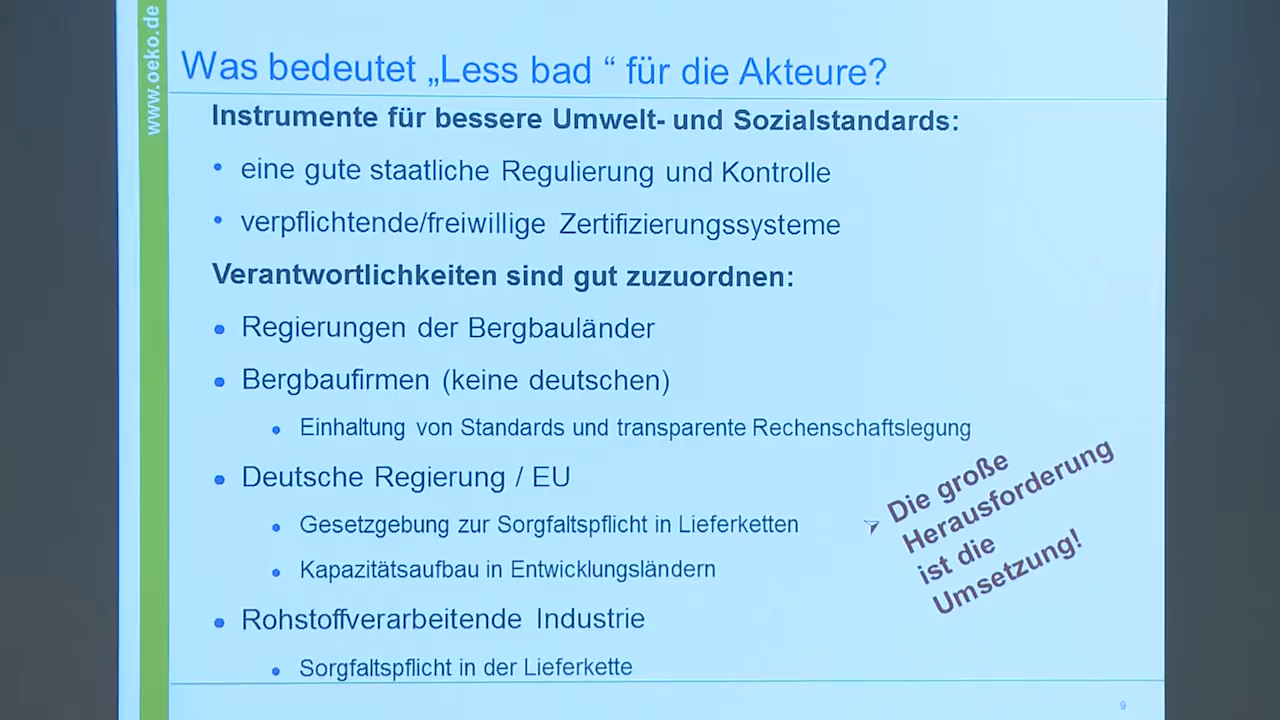 www.oeko.de
Was bedeutet „Less bad “ für die Akteure?
Instrumente für bessere Umwelt- und Sozialstandards:
• eine gute staatliche Regulierung und Kontrolle
• verpflichtende/freiwillige Zertifizierungssysteme
Verantwortlichkeiten sind gut zuzuordnen:
• Regierungen der Bergbauländer
• Bergbaufirmen (keine deutschen)
• Einhaltung von Standards und transparente Rechenschaftslegung
• Deutsche Regierung / EU
• Gesetzgebung zur Sorgfaltspflicht in Lieferketten
• Kapazitätsaufbau in Entwicklungsländern
• Rohstoffverarbeitende Industrie
• Sorgfaltspflicht in der Lieferkette
➢ Die große
Herausforderung
ist die
Umsetzung!
9